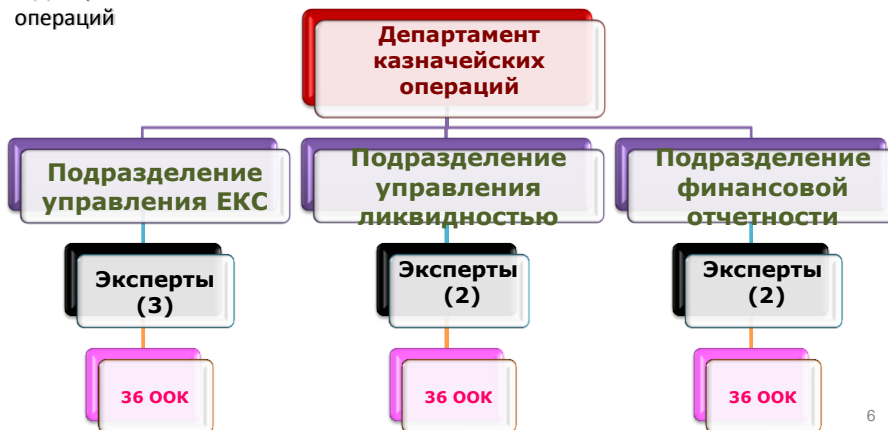 операций
Департамент
казначейских
операций
Подразделение
управления ЕКС
Подразделение
управления
ликвидностью
Подразделение
финансовой
отчетности
Эксперты
(3)
Эксперты
(2)
Эксперты
(2)
36 ООК
36 ООК
36 ООК
6